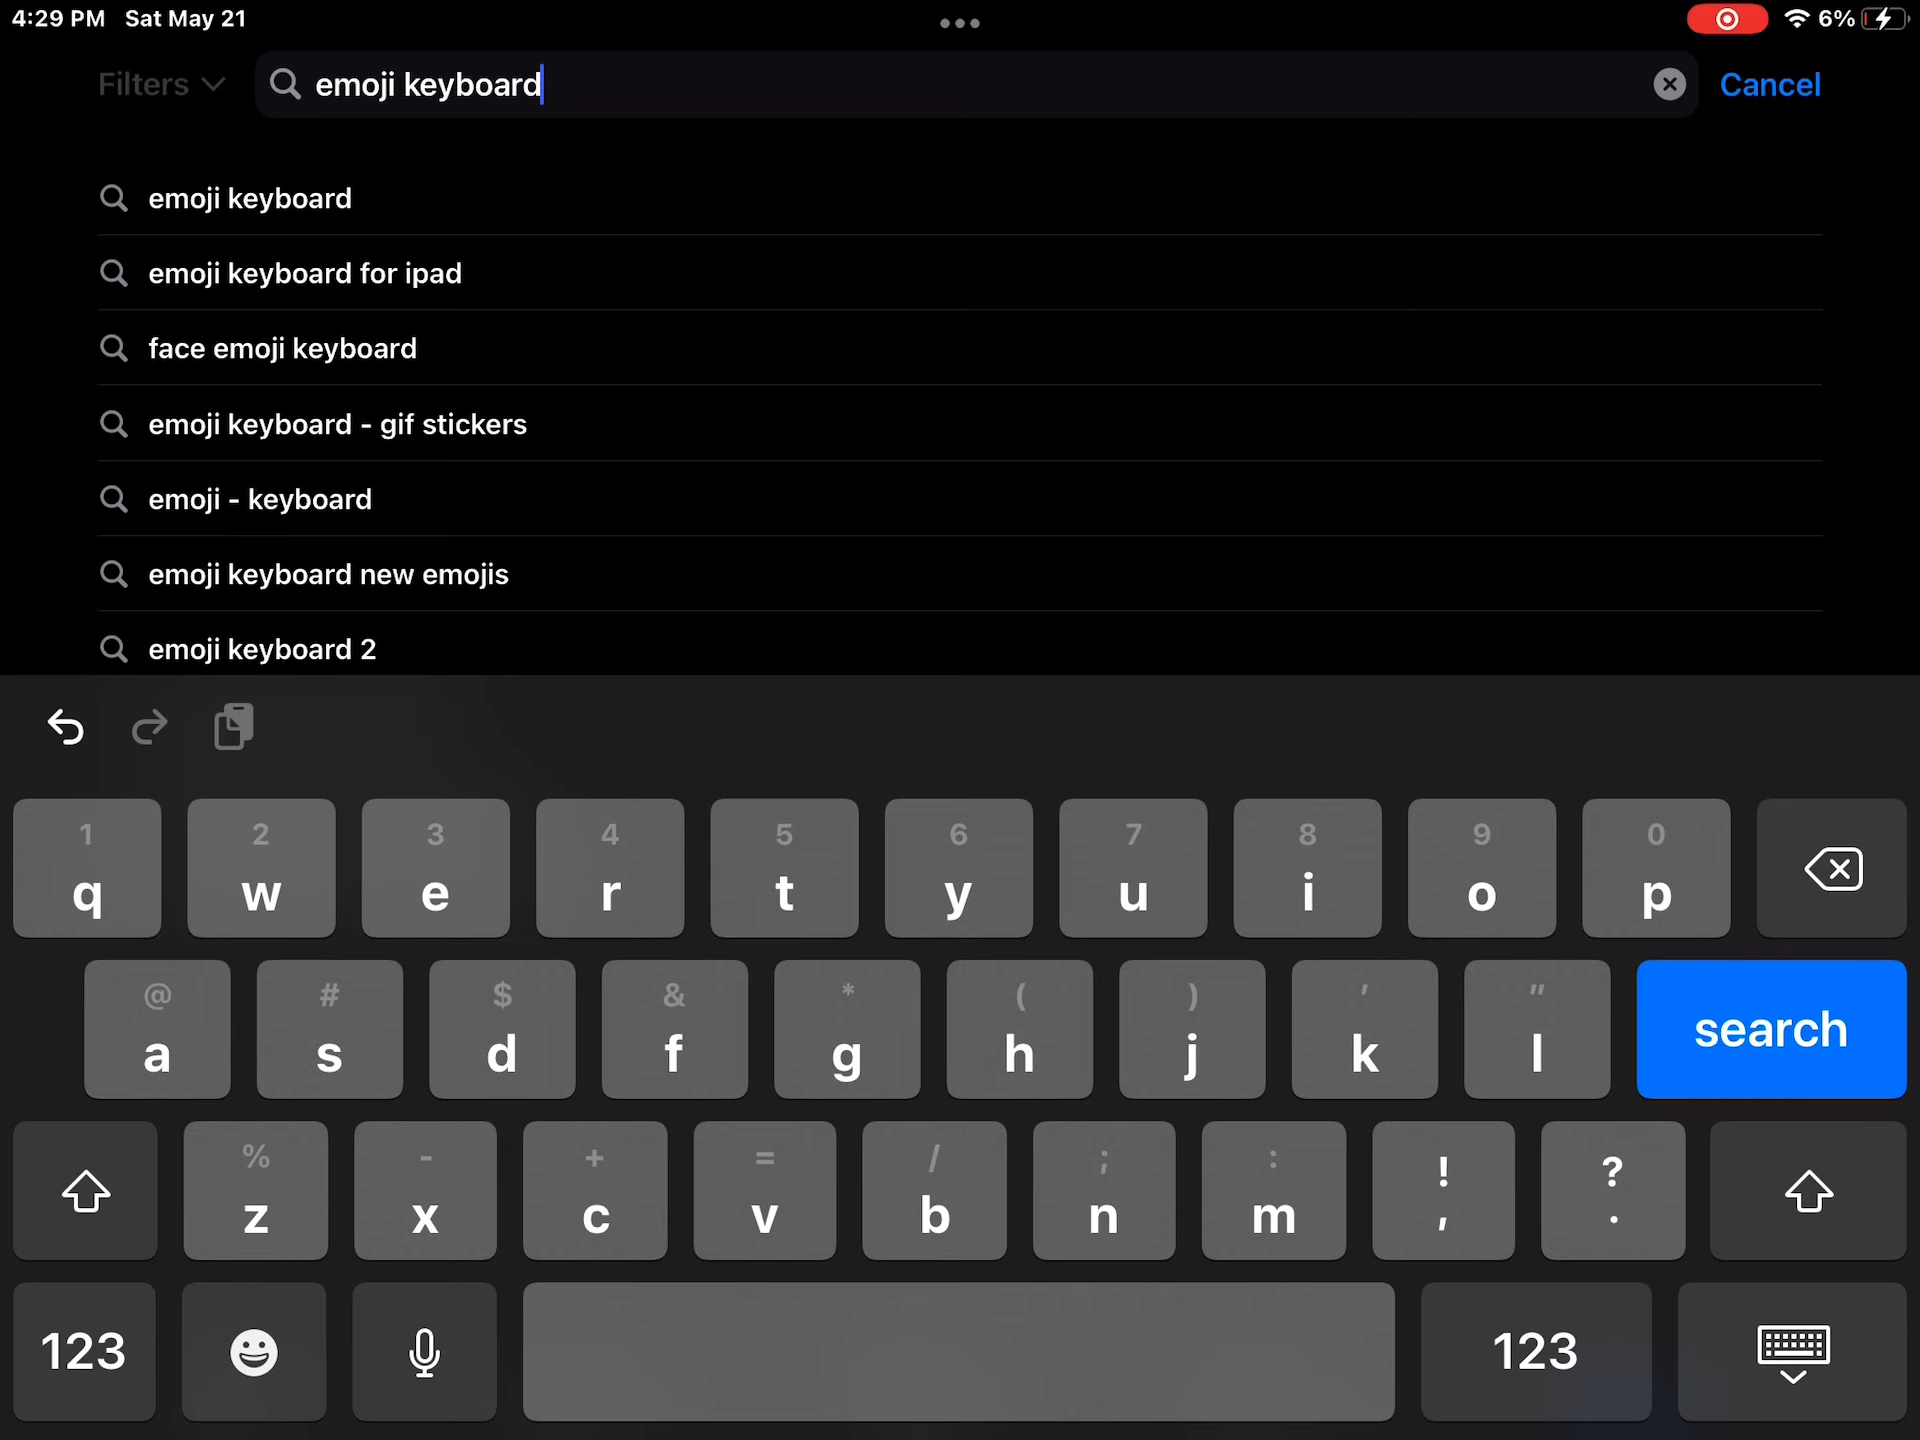 4:29 PM Sat May 21 6%
Filters emoji keyboard Cancel
emoji keyboard
emoji keyboard for ipad
face emoji keyboard
emoji keyboard - gif stickers
emoji - keyboard
emoji keyboard new emojis
emoji keyboard 2
1 2 3 4 5 6 7 8 9 0
q w e r t y u i o p
@ # $ & * ( ) ' "
a s d f g h j k l search
% - + = / ; : ! ?
z x c v b n m , .
123 123